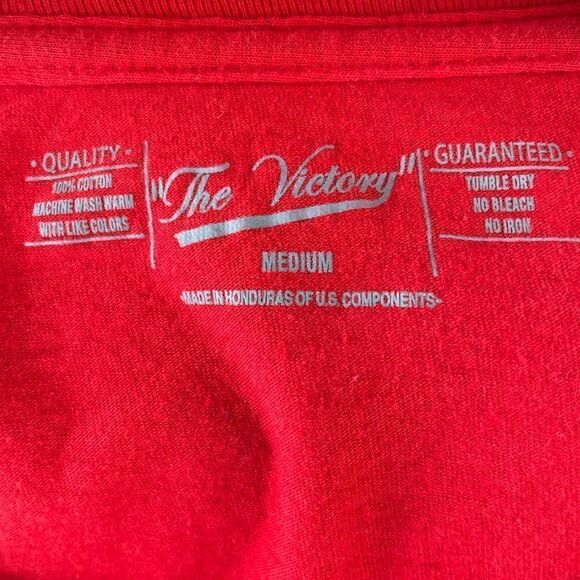 · QUALITY ·
100% COTTON
MACHINE WASH WARM
WITH LIKE COLORS
"The Victory"
MEDIUM
·MADE IN HONDURAS OF U.S. COMPONENTS·
· GUARANTEED ·
TUMBLE DRY
NO BLEACH
NO IRON